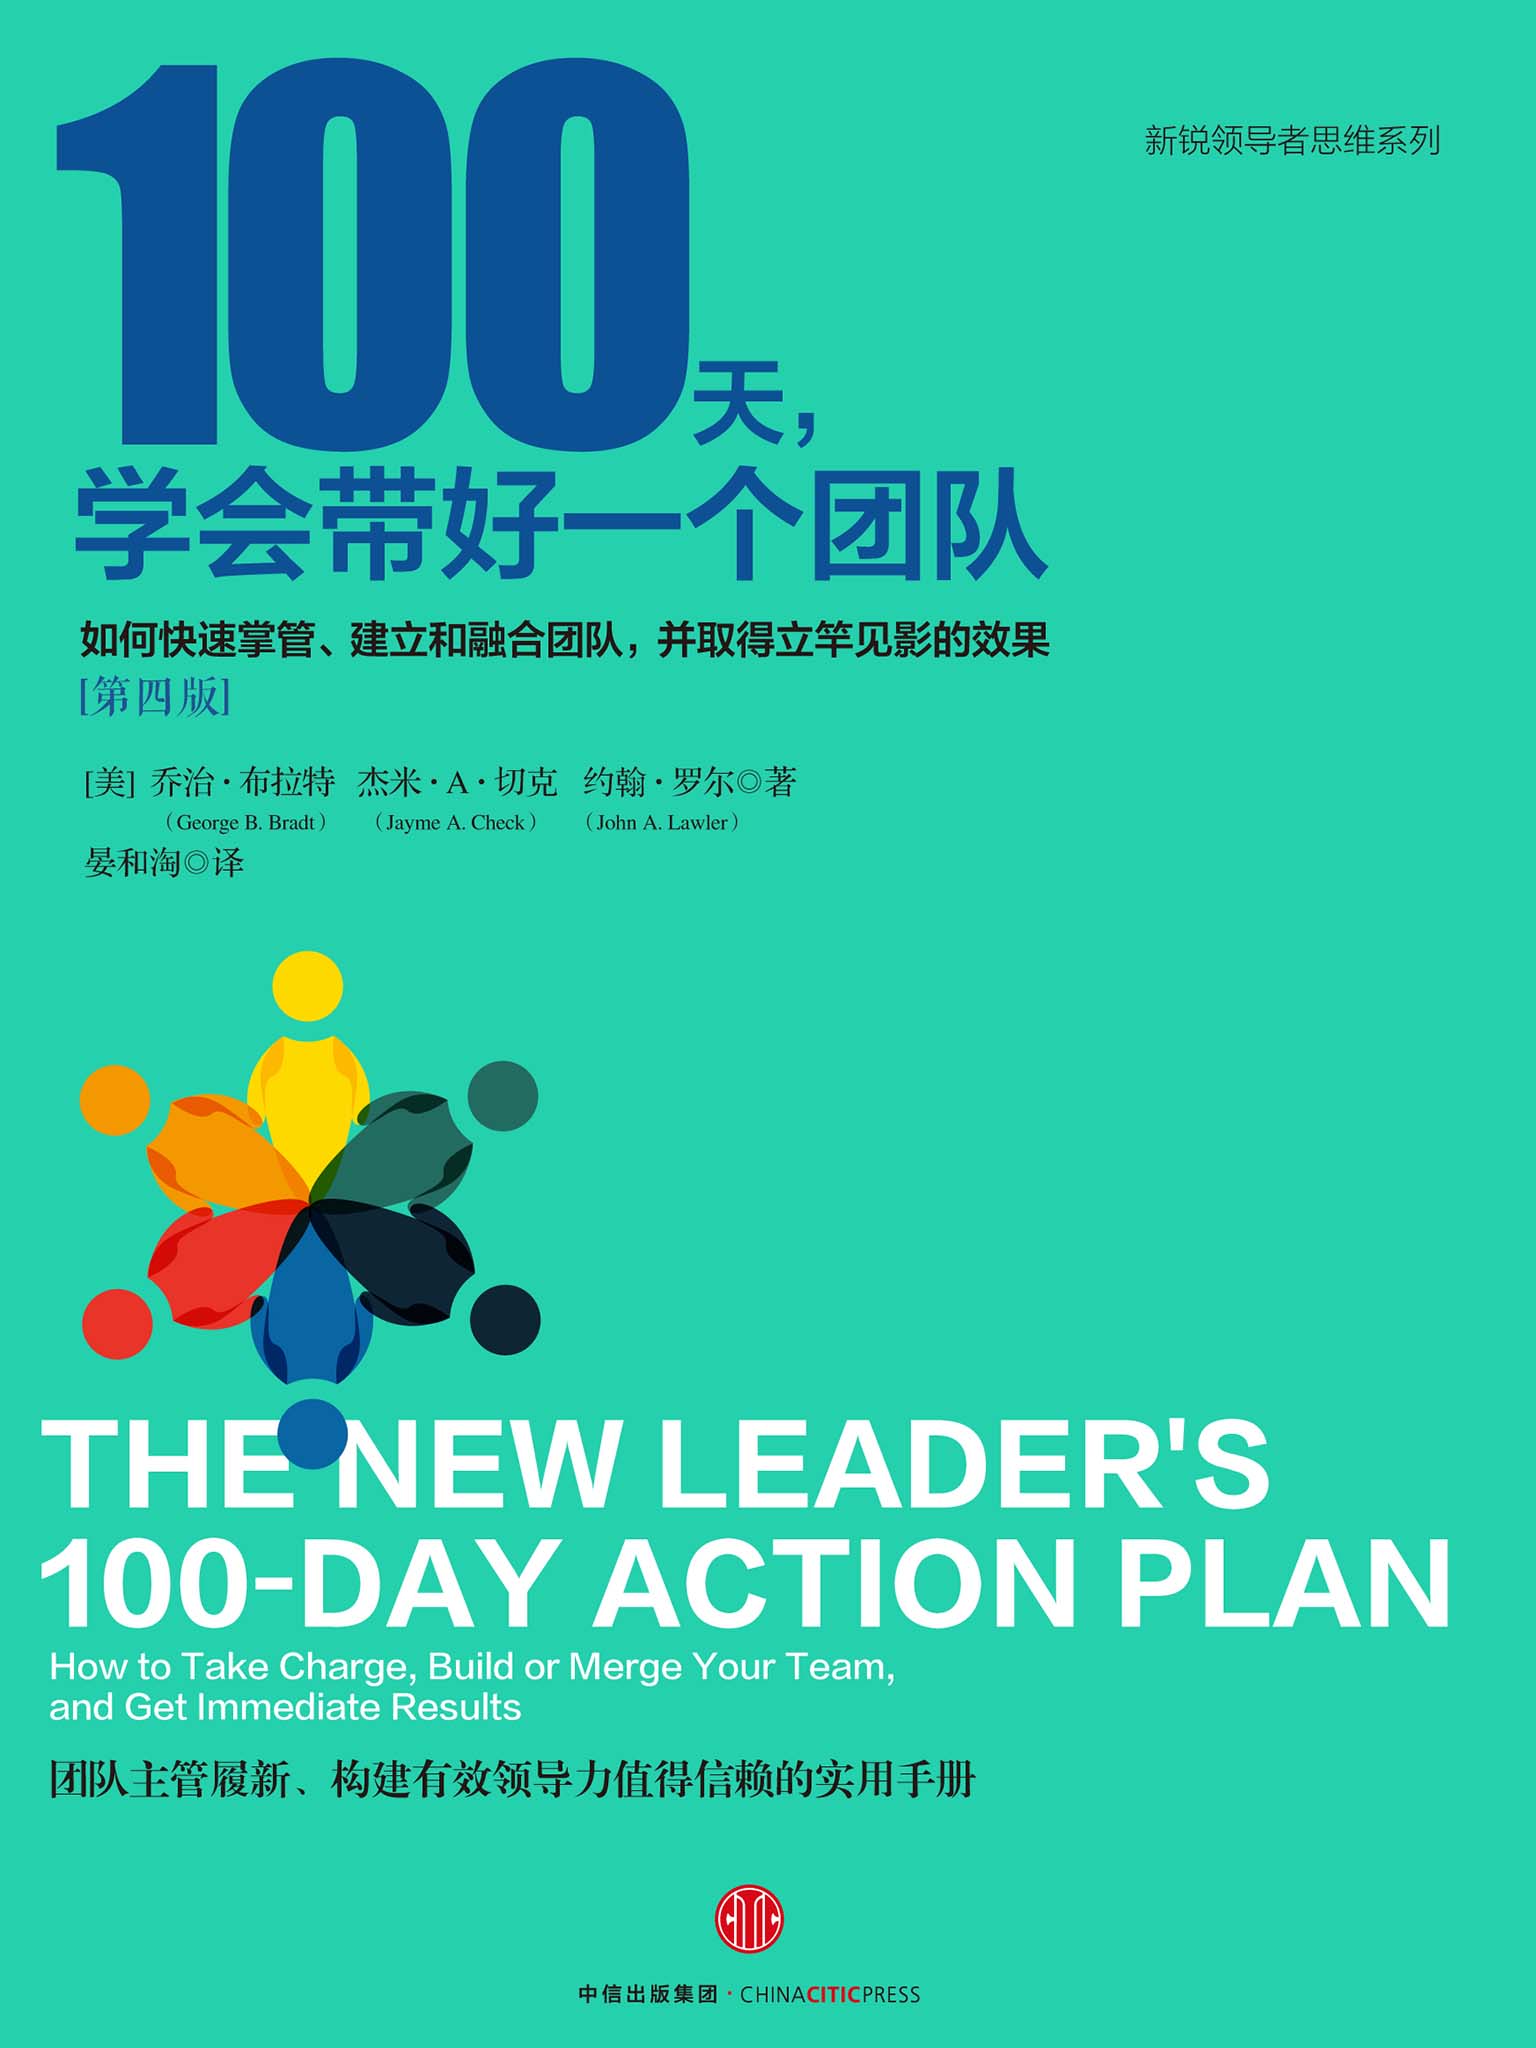 新锐领导者思维系列
100天,
学会带好一个团队
如何快速掌管、建立和融合团队，并取得立竿见影的效果
[第四版]
[美] 乔治·布拉特 杰米·A·切克 约翰·罗尔◎著
（George B. Bradt） （Jayme A. Check） （John A. Lawler）
晏和淘◎译
THE NEW LEADER'S
100-DAY ACTION PLAN
How to Take Charge, Build or Merge Your Team,
and Get Immediate Results
团队主管履新、构建有效领导力值得信赖的实用手册
中信出版集团·CHINACITICPRESS